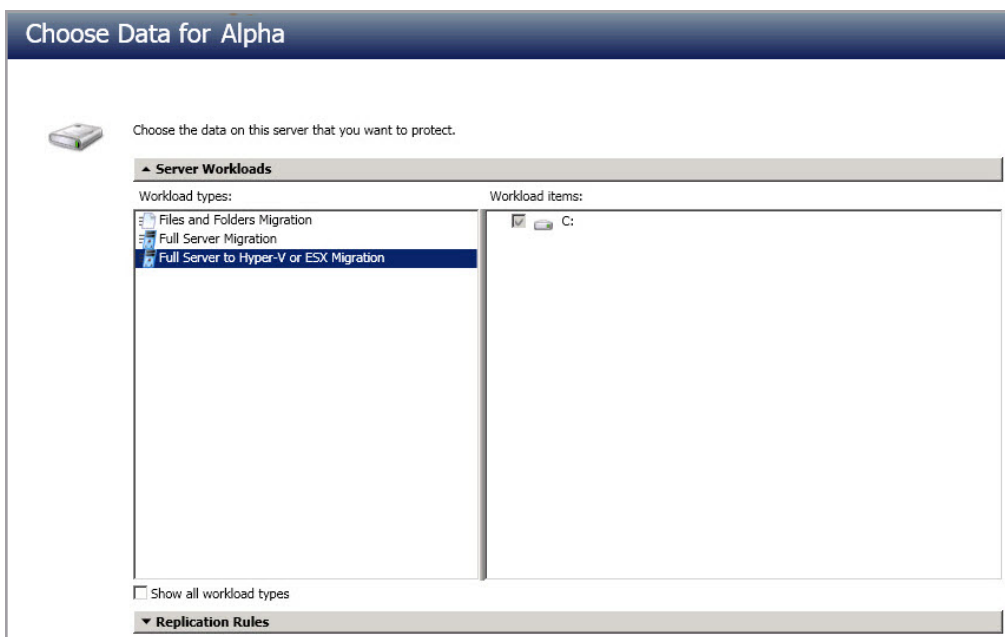 Choose Data for Alpha
Choose the data on this server that you want to protect.
Server Workloads
Workload types:
Workload items:
Files and Folders Migration
Full Server Migration
Full Server to Hyper-V or ESX Migration
C:
Show all workload types
Replication Rules